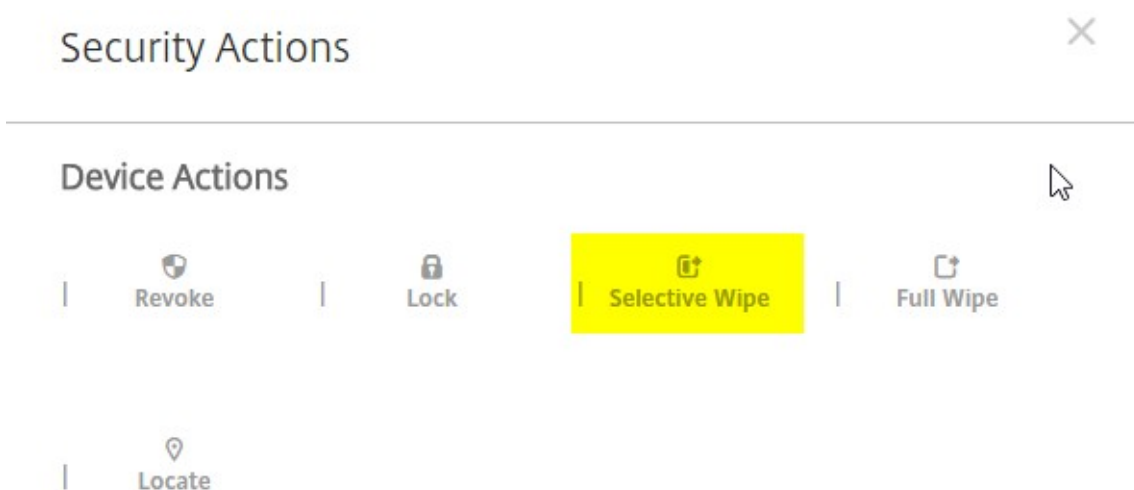 Security Actions
Device Actions
| Revoke | Lock | Selective Wipe | Full Wipe
| Locate